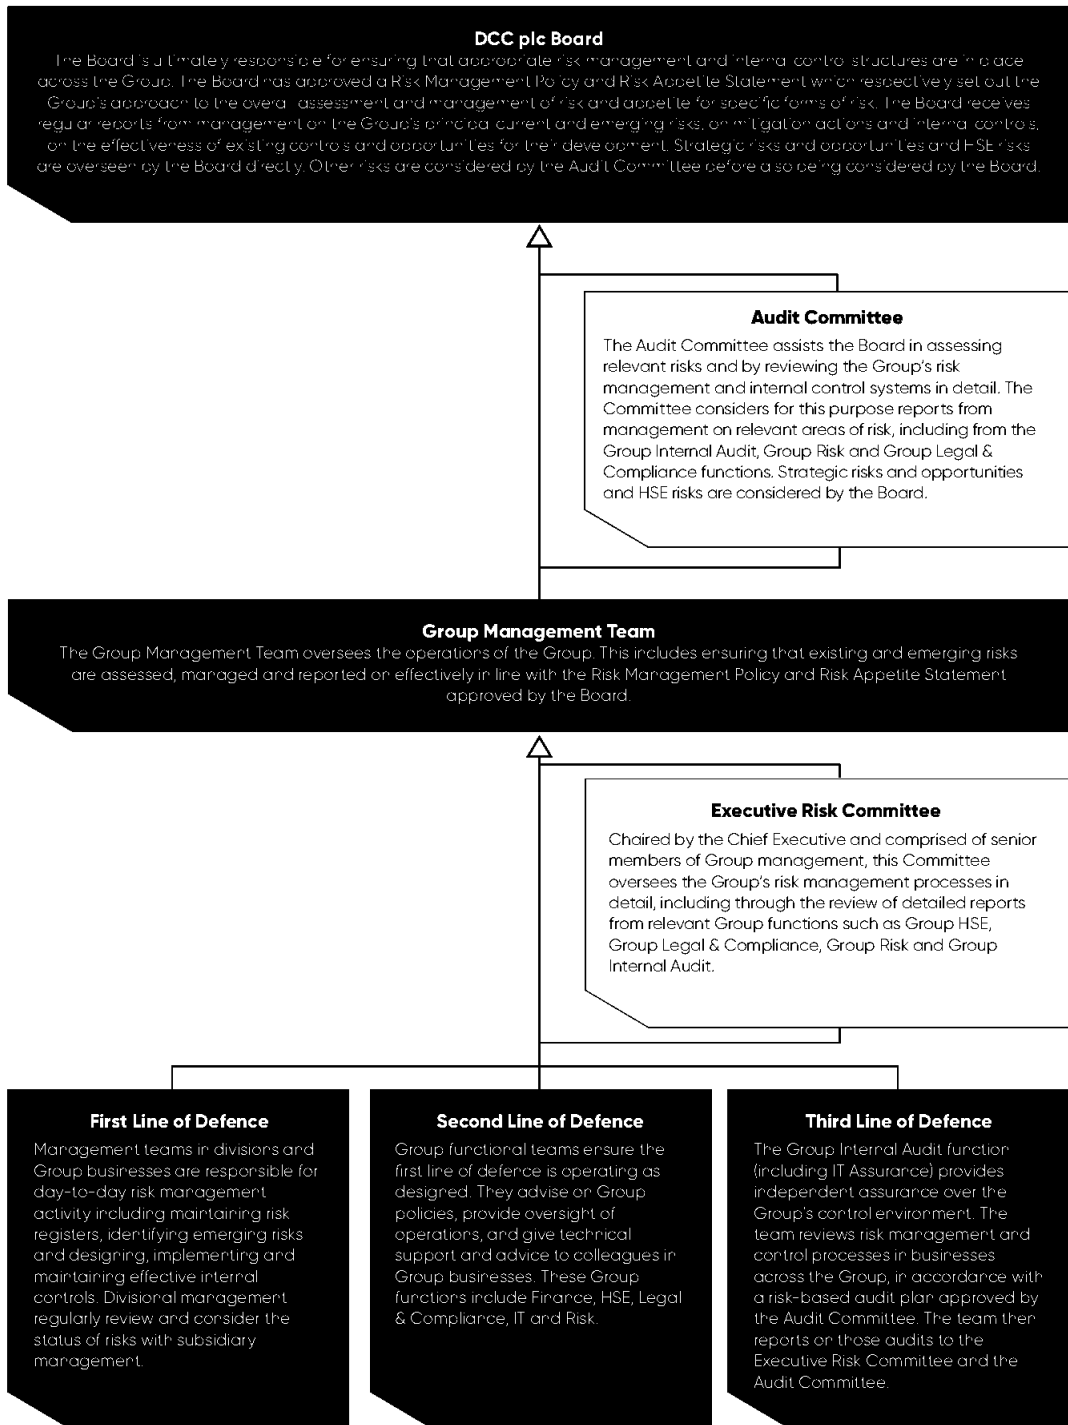 DCC plc Board
The Board is ultimately responsible for ensuring that appropriate risk management and internal control structures are in place
across the Group. The Board has approved a Risk Management Policy and Risk Appetite Statement which respectively set out the
Group's approach to the overall assessment and management of risk and appetite for specific forms of risk. The Board receives
regular reports from management on the Group's principal current and emerging risks, on mitigation actions and internal controls,
on the effectiveness of existing controls and opportunities for their development. Strategic risks and opportunities and HSE risks
are overseen by the Board directly. Other risks are considered by the Audit Committee before also being considered by the Board.
Audit Committee
The Audit Committee assists the Board in assessing
relevant risks and by reviewing the Group's risk
management and internal control systems in detail. The
Committee considers for this purpose reports from
management on relevant areas of risk, including from the
Group Internal Audit, Group Risk and Group Legal &
Compliance functions. Strategic risks and opportunities
and HSE risks are considered by the Board.
Group Management Team
The Group Management Team oversees the operations of the Group. This includes ensuring that existing and emerging risks
are assessed, managed and reported on effectively in line with the Risk Management Policy and Risk Appetite Statement
approved by the Board.
Executive Risk Committee
Chaired by the Chief Executive and comprised of senior
members of Group management, this Committee
oversees the Group's risk management processes in
detail, including through the review of detailed reports
from relevant Group functions such as Group HSE,
Group Legal & Compliance, Group Risk and Group
Internal Audit.
First Line of Defence
Management teams in divisions and
Group businesses are responsible for
day-to-day risk management
activity including maintaining risk
registers, identifying emerging risks
and designing, implementing and
maintaining effective internal
controls. Divisional management
regularly review and consider the
status of risks with subsidiary
management.
Second Line of Defence
Group functional teams ensure the
first line of defence is operating as
designed. They advise on Group
policies, provide oversight of
operations, and give technical
support and advice to colleagues in
Group businesses. These Group
functions include Finance, HSE, Legal
& Compliance, IT and Risk.
Third Line of Defence
The Group Internal Audit function
(including IT Assurance) provides
independent assurance over the
Group's control environment. The
team reviews risk management and
control processes in businesses
across the Group, in accordance with
a risk-based audit plan approved by
the Audit Committee. The team then
reports on those audits to the
Executive Risk Committee and the
Audit Committee.